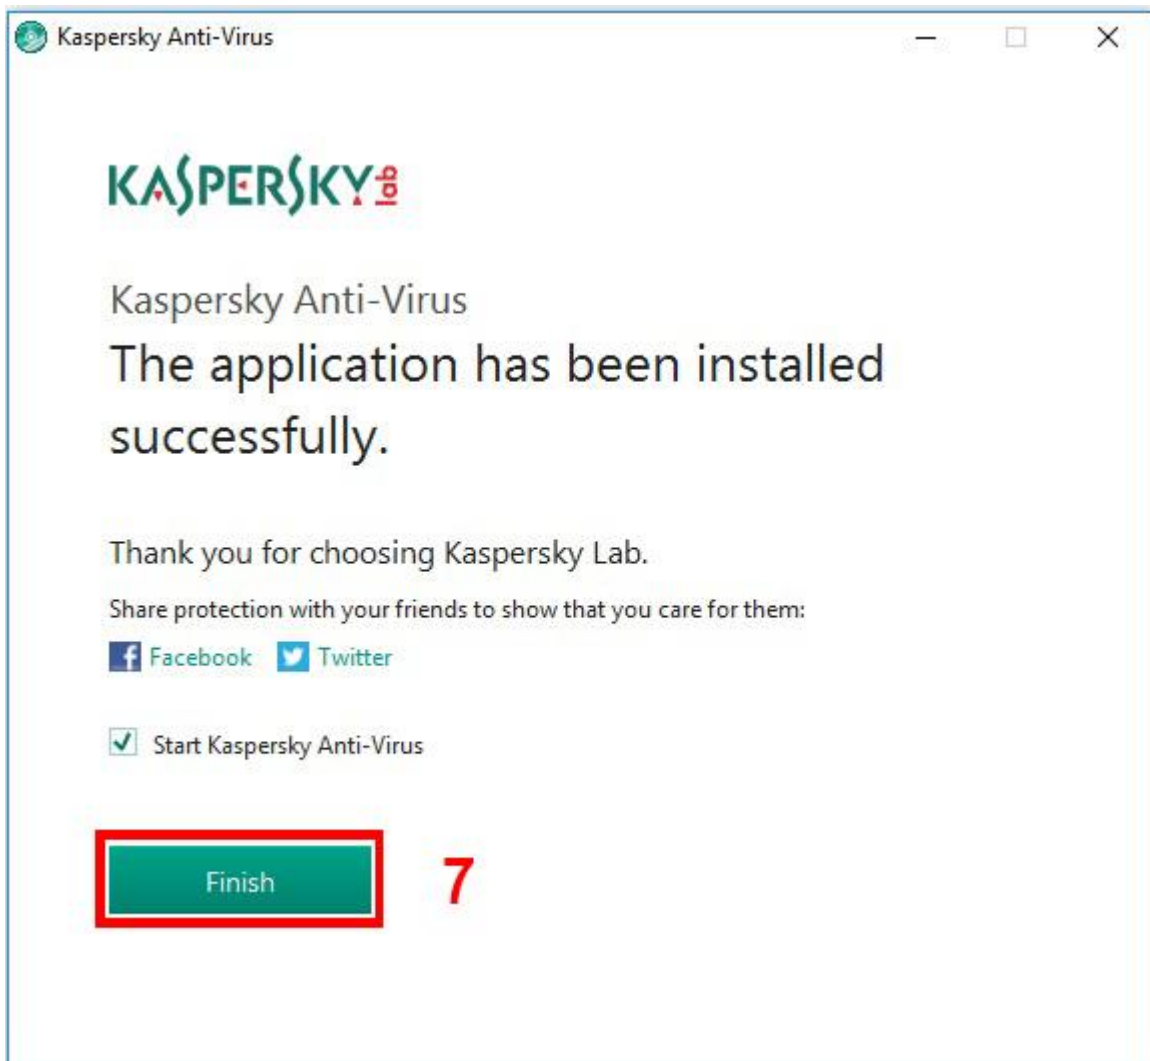 Kaspersky Anti-Virus
KASPERSKY lab
Kaspersky Anti-Virus
The application has been installed
successfully.
Thank you for choosing Kaspersky Lab.
Share protection with your friends to show that you care for them:
Facebook Twitter
Start Kaspersky Anti-Virus
Finish 7